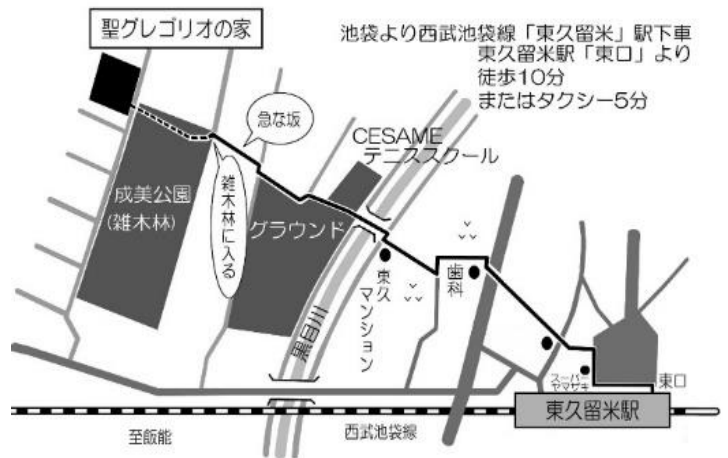 聖グレゴリオの家
池袋より西武池袋線「東久留米」駅下車
東久留米駅「東口」より
徒歩10分
またはタクシー5分
急な坂
CESAME
テニススクール
成美公園
(雑木林)
雑木林に入る
グラウンド
東久
マンション
歯科
黒目川
スーパー
ヤマザキ
東口
東久留米駅
至飯能
西武池袋線